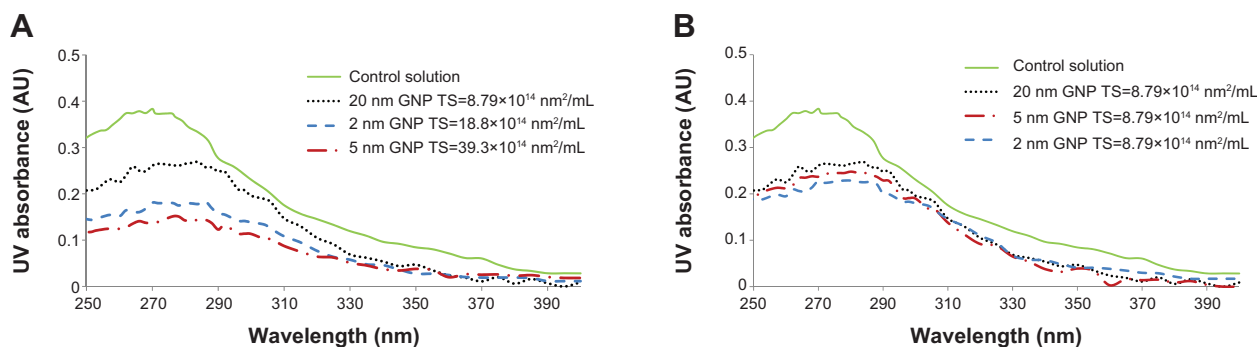 A
UV absorbance (AU)
0.5
0.4
0.3
0.2
0.1
0
Control solution
20 nm GNP TS=8.79×10¹⁴ nm²/mL
2 nm GNP TS=18.8×10¹⁴ nm²/mL
5 nm GNP TS=39.3×10¹⁴ nm²/mL
250 270 290 310 330 350 370 390
Wavelength (nm)
B
UV absorbance (AU)
0.5
0.4
0.3
0.2
0.1
0
Control solution
20 nm GNP TS=8.79×10¹⁴ nm²/mL
5 nm GNP TS=8.79×10¹⁴ nm²/mL
2 nm GNP TS=8.79×10¹⁴ nm²/mL
250 270 290 310 330 350 370 390
Wavelength (nm)